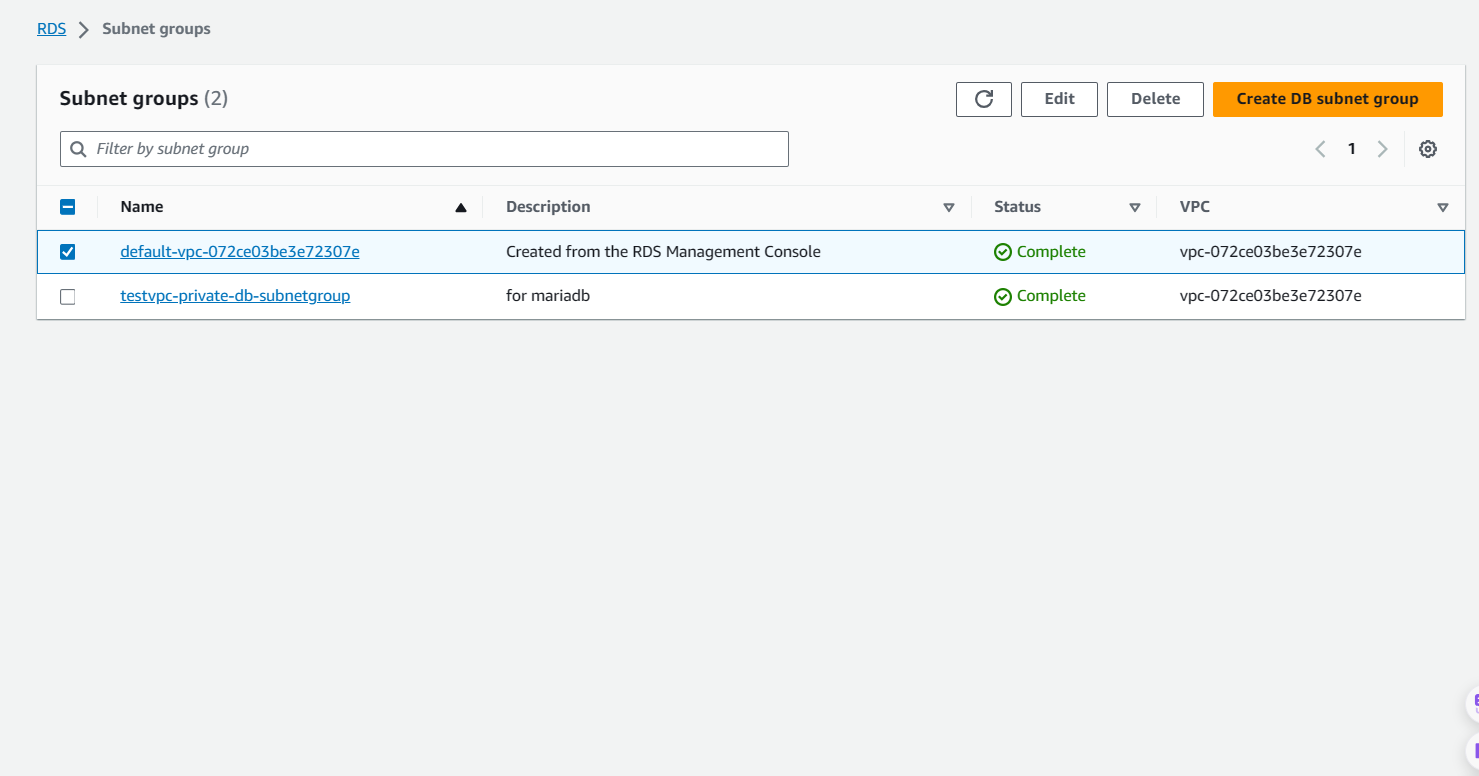 RDS > Subnet groups
Subnet groups (2)
Edit
Delete
Create DB subnet group
Filter by subnet group
1
Name Description Status VPC
default-vpc-072ce03be3e72307e Created from the RDS Management Console Complete vpc-072ce03be3e72307e
testvpc-private-db-subnetgroup for mariadb Complete vpc-072ce03be3e72307e